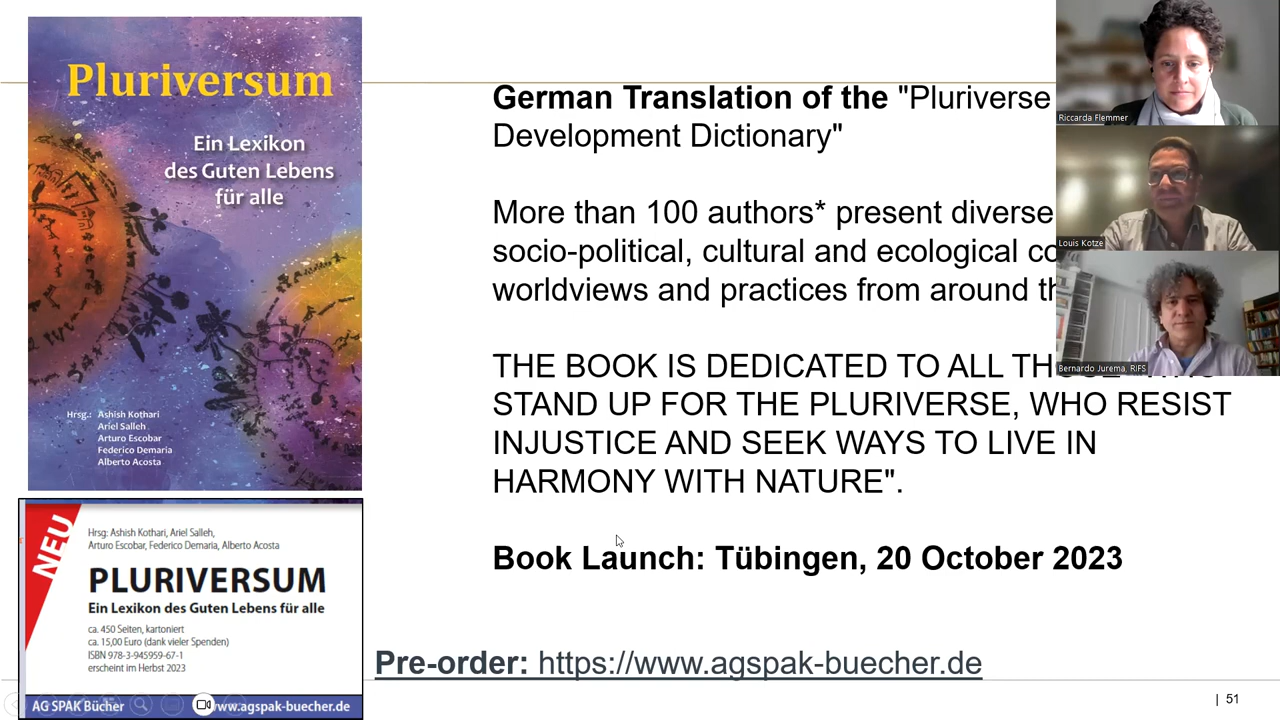 Pluriversum
Ein Lexikon
des Guten Lebens
für alle
Hrsg.: Ashish Kothari
Ariel Salleh
Arturo Escobar
Federico Demaria
Alberto Acosta
NEU
Hrsg: Ashish Kothari, Ariel Salleh,
Arturo Escobar, Federico Demaria, Alberto Acosta
PLURIVERSUM
Ein Lexikon des Guten Lebens für alle
ca. 450 Seiten, kartoniert
ca. 15,00 Euro (dank vieler Spenden)
ISBN 978-3-945959-67-1
erscheint im Herbst 2023
AG SPAK Bücher www.agspak-buecher.de
German Translation of the "Pluriverse
Development Dictionary"
More than 100 authors* present diverse
socio-political, cultural and ecological
worldviews and practices from around
THE BOOK IS DEDICATED TO ALL
STAND UP FOR THE PLURIVERSE, WHO RESIST
INJUSTICE AND SEEK WAYS TO LIVE IN
HARMONY WITH NATURE".
Book Launch: Tübingen, 20 October 2023
Pre-order: https://www.agspak-buecher.de
| 51
Riccarda Flemmer
Louis Kotze
Bernardo Jurema, RIFS